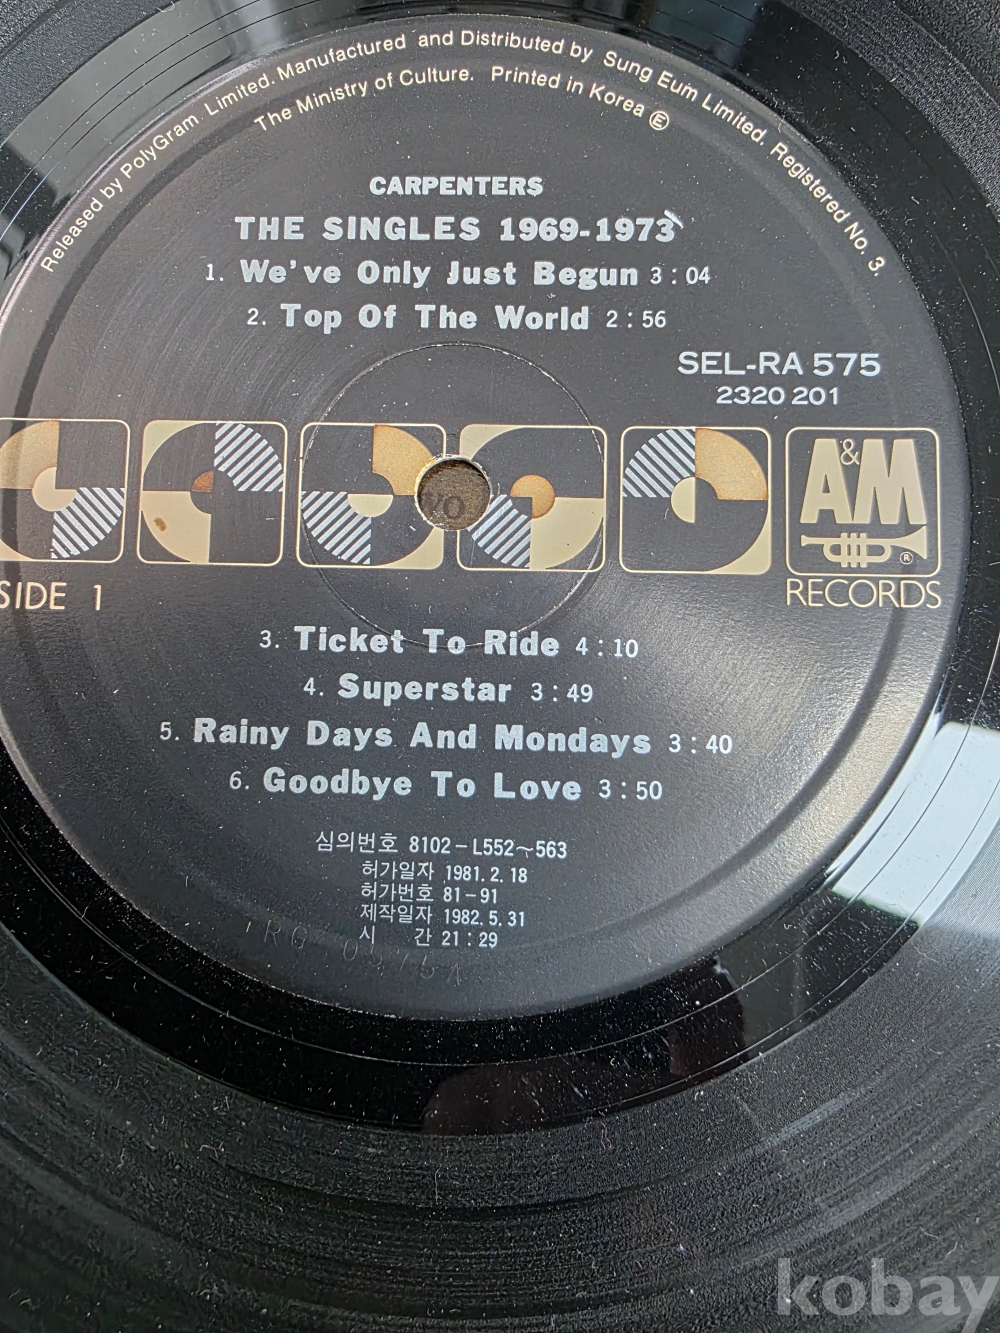 Released by PolyGram Limited. Manufactured and Distributed by Sung Eum Limited. Registered No. 3.
The Ministry of Culture. Printed in Korea Ⓔ
CARPENTERS
THE SINGLES 1969-1973
1. We've Only Just Begun 3:04
2. Top Of The World 2:56
SEL-RA 575
2320 201
A&M
®
SIDE 1
RECORDS
3. Ticket To Ride 4:10
4. Superstar 3:49
5. Rainy Days And Mondays 3:40
6. Goodbye To Love 3:50
심의번호 8102-L552~563
허가일자 1981.2.18
허가번호 81-91
제작일자 1982.5.31
시 간 21:29
kobay